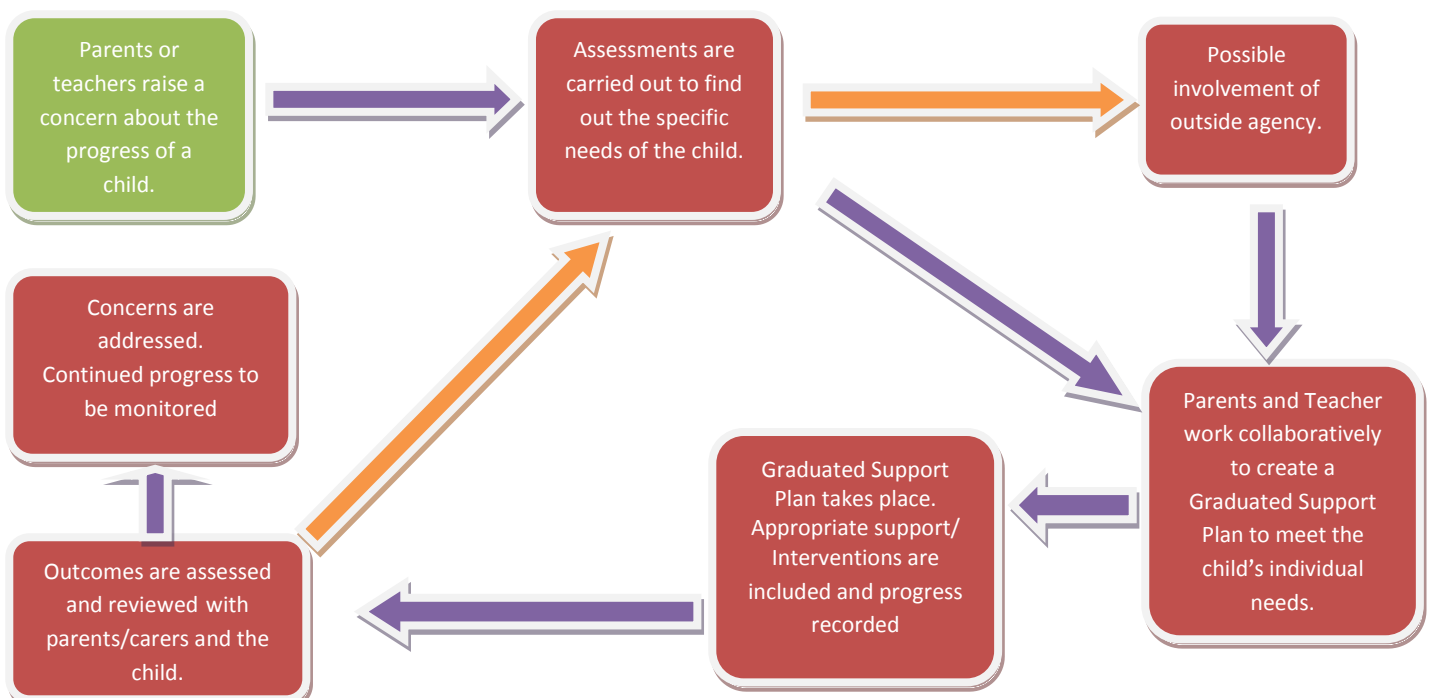 Parents or
teachers raise a
concern about the
progress of a
child.
Assessments are
carried out to find
out the specific
needs of the child.
Possible
involvement of
outside agency.
Concerns are
addressed.
Continued progress to
be monitored
Parents and Teacher
work collaboratively
to create a
Graduated Support
Plan to meet the
child’s individual
needs.
Graduated Support
Plan takes place.
Appropriate support/
Interventions are
included and progress
recorded
Outcomes are assessed
and reviewed with
parents/carers and the
child.